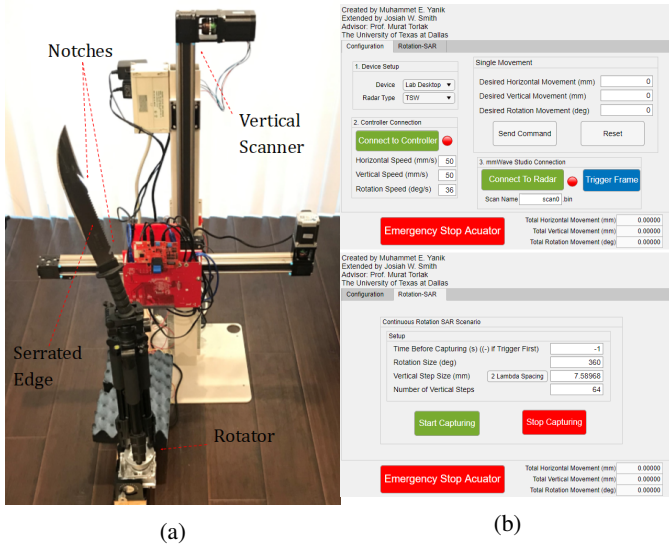 Notches
Vertical
Scanner
Serrated
Edge
Rotator
(a)
Created by Muhammet E. Yanik
Extended by Josiah W. Smith
Advisor: Prof. Murat Torlak
The University of Texas at Dallas
Configuration Rotation-SAR
1. Device Setup
Device Lab Desktop
Radar Type TSW
2. Controller Connection
Connect to Controller
Horizontal Speed (mm/s) 50
Vertical Speed (mm/s) 50
Rotation Speed (deg/s) 36
Single Movement
Desired Horizontal Movement (mm) 0
Desired Vertical Movement (mm) 0
Desired Rotation Movement (deg) 0
Send Command Reset
3. mmWave Studio Connection
Connect To Radar Trigger Frame
Scan Name scan0 .bin
Emergency Stop Acuator
Total Horizontal Movement (mm) 0.00000
Total Vertical Movement (mm) 0.00000
Total Rotation Movement (deg) 0.00000
Created by Muhammet E. Yanik
Extended by Josiah W. Smith
Advisor: Prof. Murat Torlak
The University of Texas at Dallas
Configuration Rotation-SAR
Continuous Rotation SAR Scenario
Setup
Time Before Capturing (s) ((-) if Trigger First) -1
Rotation Size (deg) 360
Vertical Step Size (mm) 2 Lambda Spacing 7.58968
Number of Vertical Steps 64
Start Capturing Stop Capturing
Emergency Stop Acuator
Total Horizontal Movement (mm) 0.00000
Total Vertical Movement (mm) 0.00000
Total Rotation Movement (deg) 0.00000
(b)